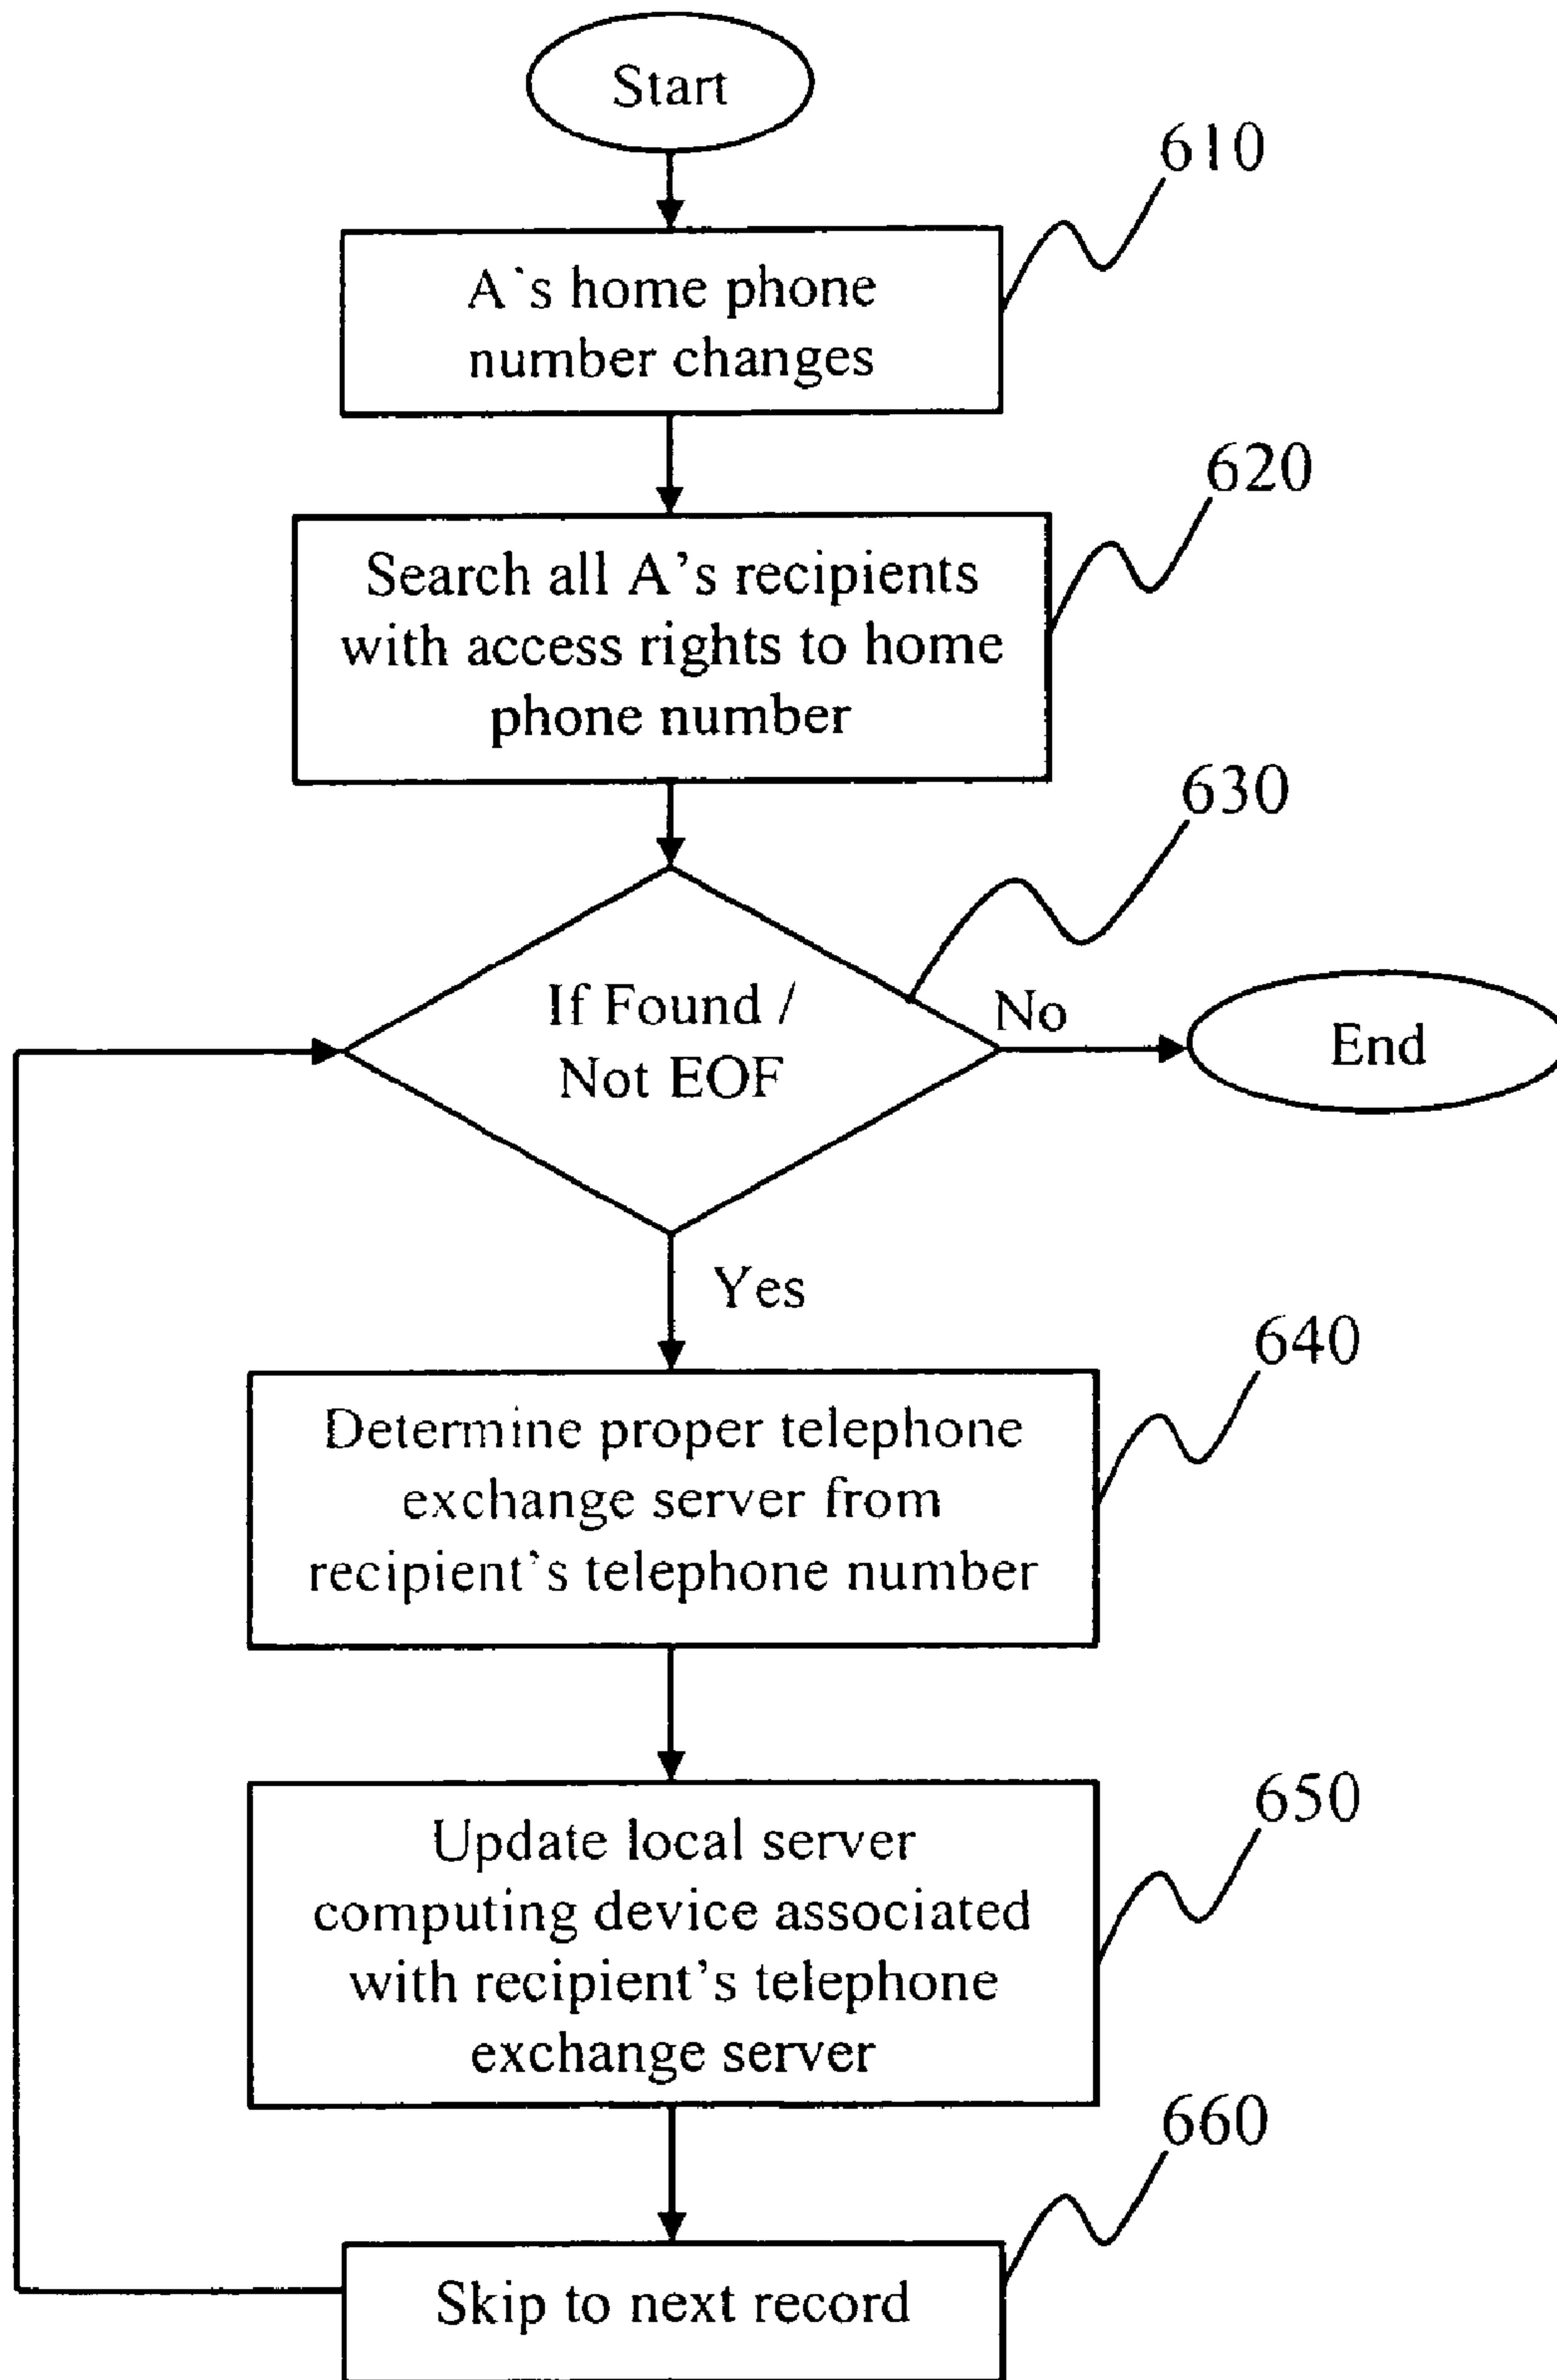 Start
610
A's home phone
number changes
620
Search all A's recipients
with access rights to home
phone number
630
If Found /
Not EOF
No
End
Yes
640
Determine proper telephone
exchange server from
recipient's telephone number
650
Update local server
computing device associated
with recipient's telephone
exchange server
660
Skip to next record